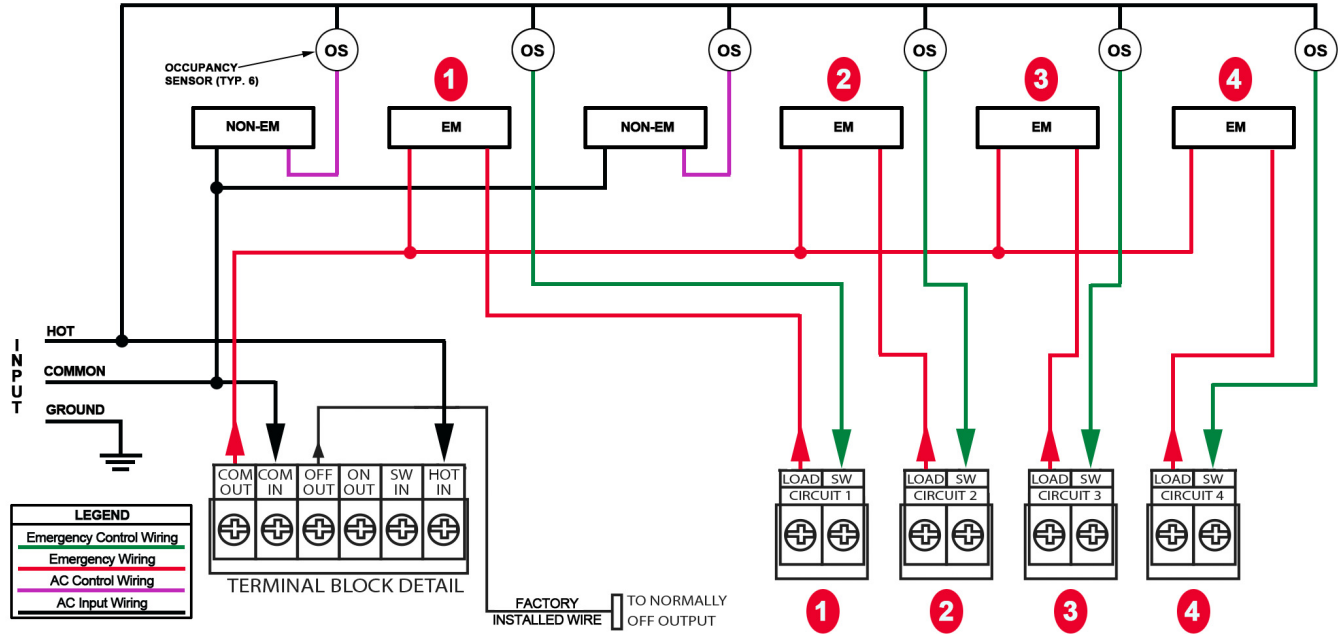 OS OS OS OS OS OS
OCCUPANCY
SENSOR (TYP. 6)
1 2 3 4
NON-EM EM NON-EM EM EM EM
INPUT
HOT
COMMON
GROUND
COM OUT COM IN OFF OUT ON OUT SW IN HOT IN
TERMINAL BLOCK DETAIL
LOAD SW
CIRCUIT 1
LOAD SW
CIRCUIT 2
LOAD SW
CIRCUIT 3
LOAD SW
CIRCUIT 4
1 2 3 4
LEGEND
Emergency Control Wiring
Emergency Wiring
AC Control Wiring
AC Input Wiring
FACTORY
INSTALLED WIRE
TO NORMALLY
OFF OUTPUT